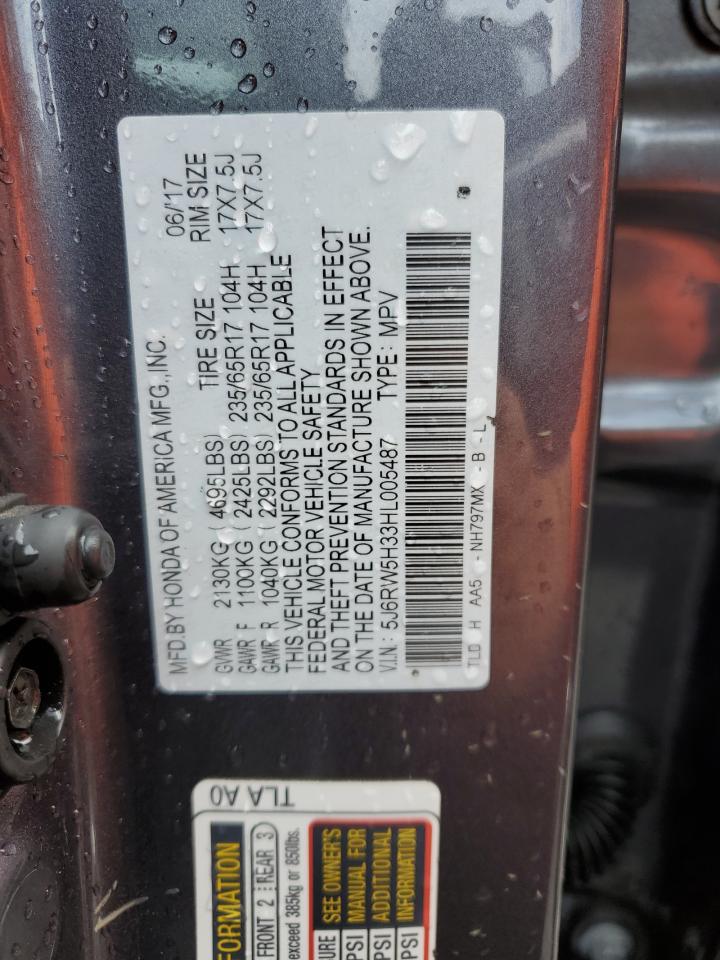 MFD.BY HONDA OF AMERICA MFG., INC. 06/17
GVWR 2130KG 4695LBS) TIRE SIZE RIM SIZE
GAWR F 1100KG ( 2425LBS) 235/65R17 104H 17X7.5J
GAWR R 1040KG ( 2292LBS) 235/65R17 104H 17X7.5J
THIS VEHICLE CONFORMS TO ALL APPLICABLE
FEDERAL MOTOR VEHICLE SAFETY
AND THEFT PREVENTION STANDARDS IN EFFECT
ON THE DATE OF MANUFACTURE SHOWN ABOVE.
V.I.N: 5J6RW5H33HL005487 TYPE: MPV
TLD H AA5 - NH797MX - B - L
TLA A0
FORMATION
FRONT 2 REAR 3
exceed 385kg or 850lbs.
SEE OWNER'S
MANUAL FOR
ADDITIONAL
INFORMATION
URE
PSI
PSI
PSI